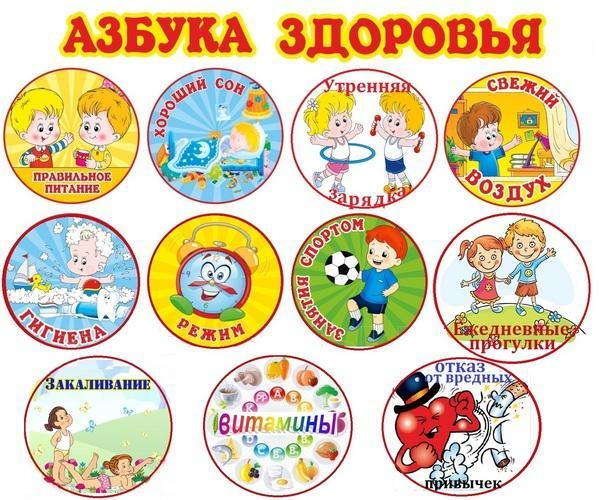 АЗБУКА ЗДОРОВЬЯ
ПРАВИЛЬНОЕ
ПИТАНИЕ
ХОРОШИЙ СОН
Утренняя
зарядка
СВЕЖИЙ
ВОЗДУХ
ГИГИЕНА
РЕЖИМ
ЗАНЯТИЯ СПОРТОМ
Ежедневные
прогулки
Закаливание
витамины
отказ
от вредных
привычек